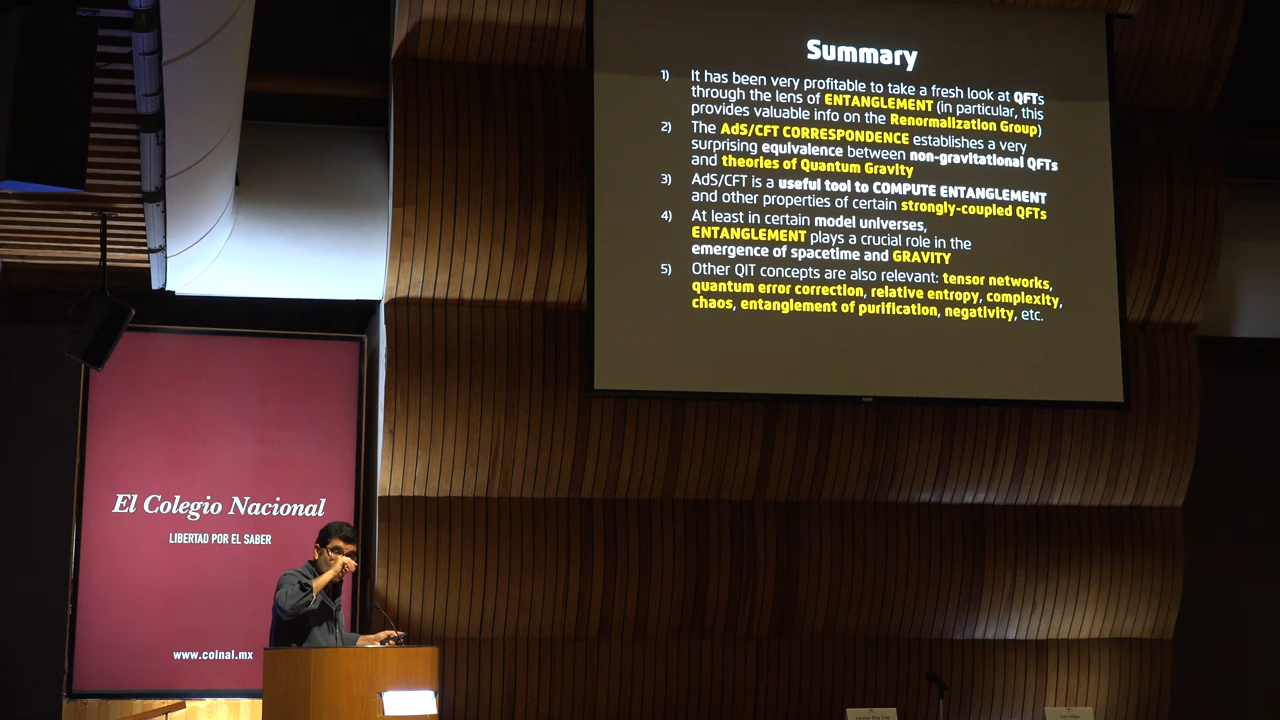 Summary
1) It has been very profitable to take a fresh look at QFTs
through the lens of ENTANGLEMENT (in particular, this
provides valuable info on the Renormalization Group)
2) The AdS/CFT CORRESPONDENCE establishes a very
surprising equivalence between non-gravitational QFTs
and theories of Quantum Gravity
3) AdS/CFT is a useful tool to COMPUTE ENTANGLEMENT
and other properties of certain strongly-coupled QFTs
4) At least in certain model universes,
ENTANGLEMENT plays a crucial role in the
emergence of spacetime and GRAVITY
5) Other QIT concepts are also relevant: tensor networks,
quantum error correction, relative entropy, complexity,
chaos, entanglement of purification, negativity, etc.
El Colegio Nacional
LIBERTAD POR EL SABER
www.colnal.mx